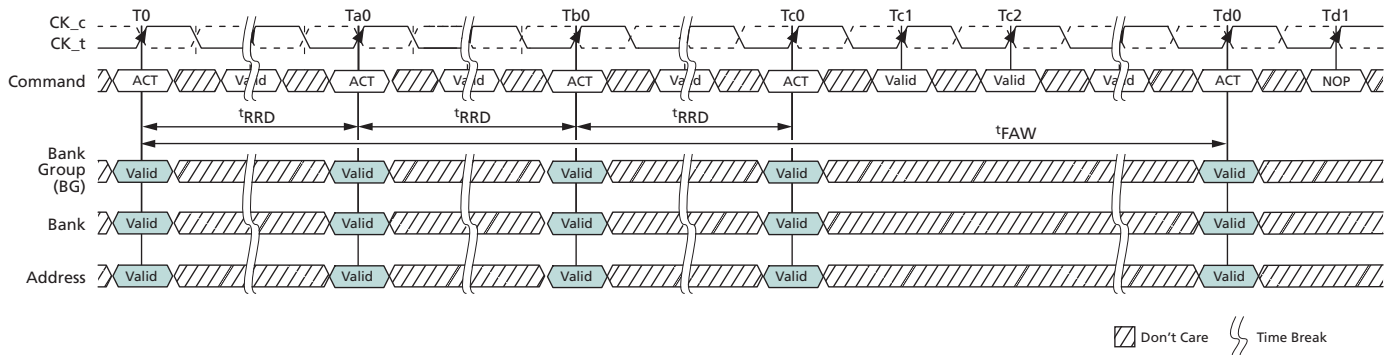 T0 Ta0 Tb0 Tc0 Tc1 Tc2 Td0 Td1
CK_c
CK_t
Command ACT Valid ACT Valid ACT Valid ACT Valid Valid Valid ACT NOP
tRRD tRRD tRRD
tFAW
Bank
Group
(BG)
Valid Valid Valid Valid Valid
Bank Valid Valid Valid Valid Valid
Address Valid Valid Valid Valid Valid
Don't Care Time Break